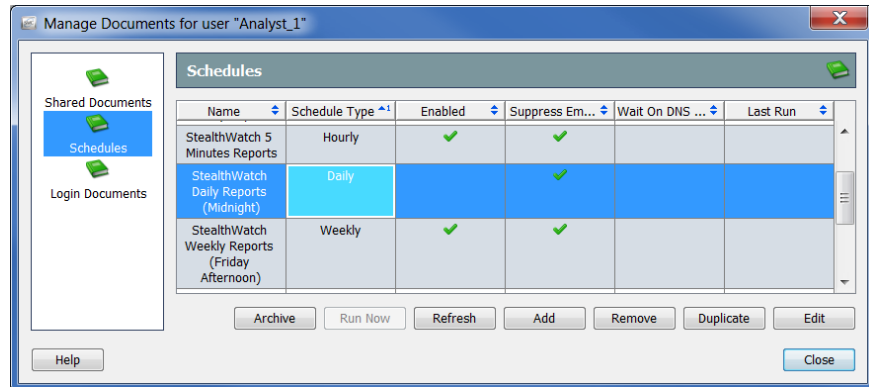 Manage Documents for user "Analyst_1"
Shared Documents
Schedules
Login Documents
Schedules
Name Schedule Type 1 Enabled Suppress Em... Wait On DNS ... Last Run
StealthWatch 5
Minutes Reports
Hourly
StealthWatch
Daily Reports
(Midnight)
Daily
StealthWatch
Weekly Reports
(Friday
Afternoon)
Weekly
Archive Run Now Refresh Add Remove Duplicate Edit
Help Close